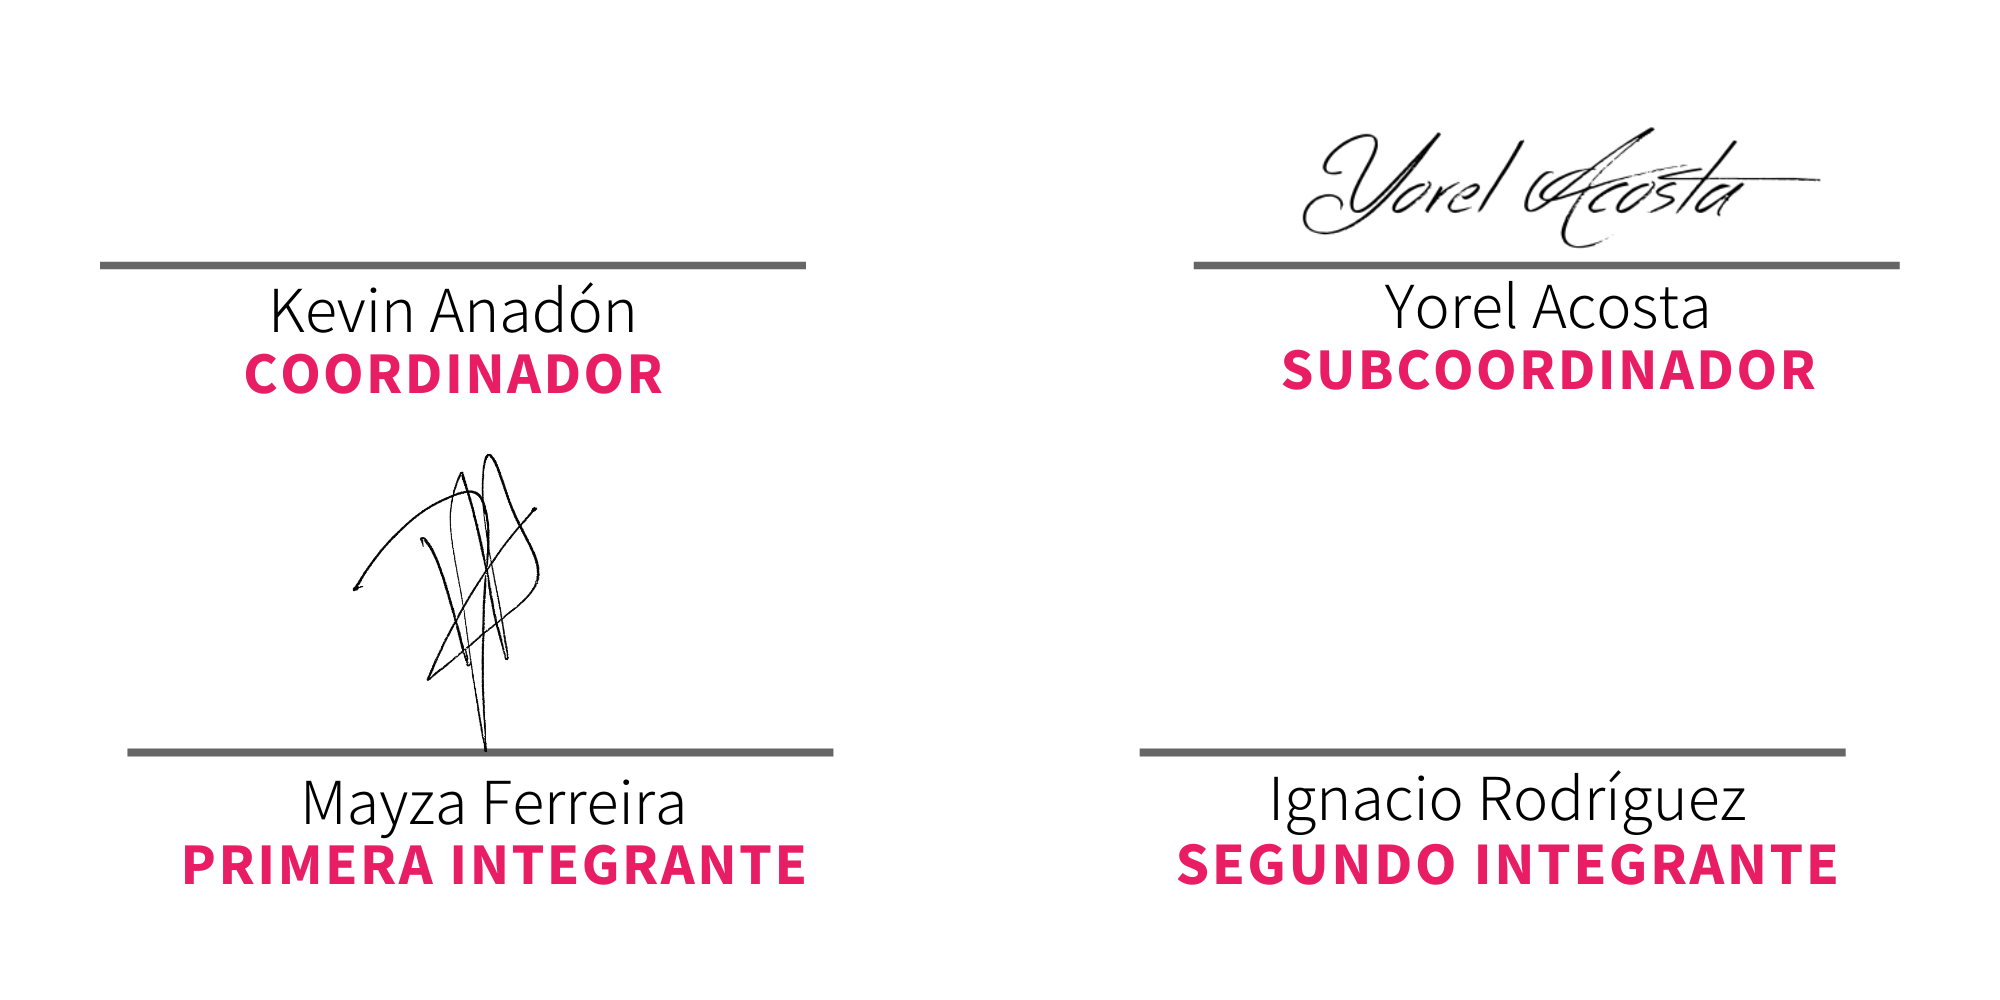 Yorel Acosta
Kevin Anadón
COORDINADOR
Yorel Acosta
SUBCOORDINADOR
Mayza Ferreira
PRIMERA INTEGRANTE
Ignacio Rodríguez
SEGUNDO INTEGRANTE